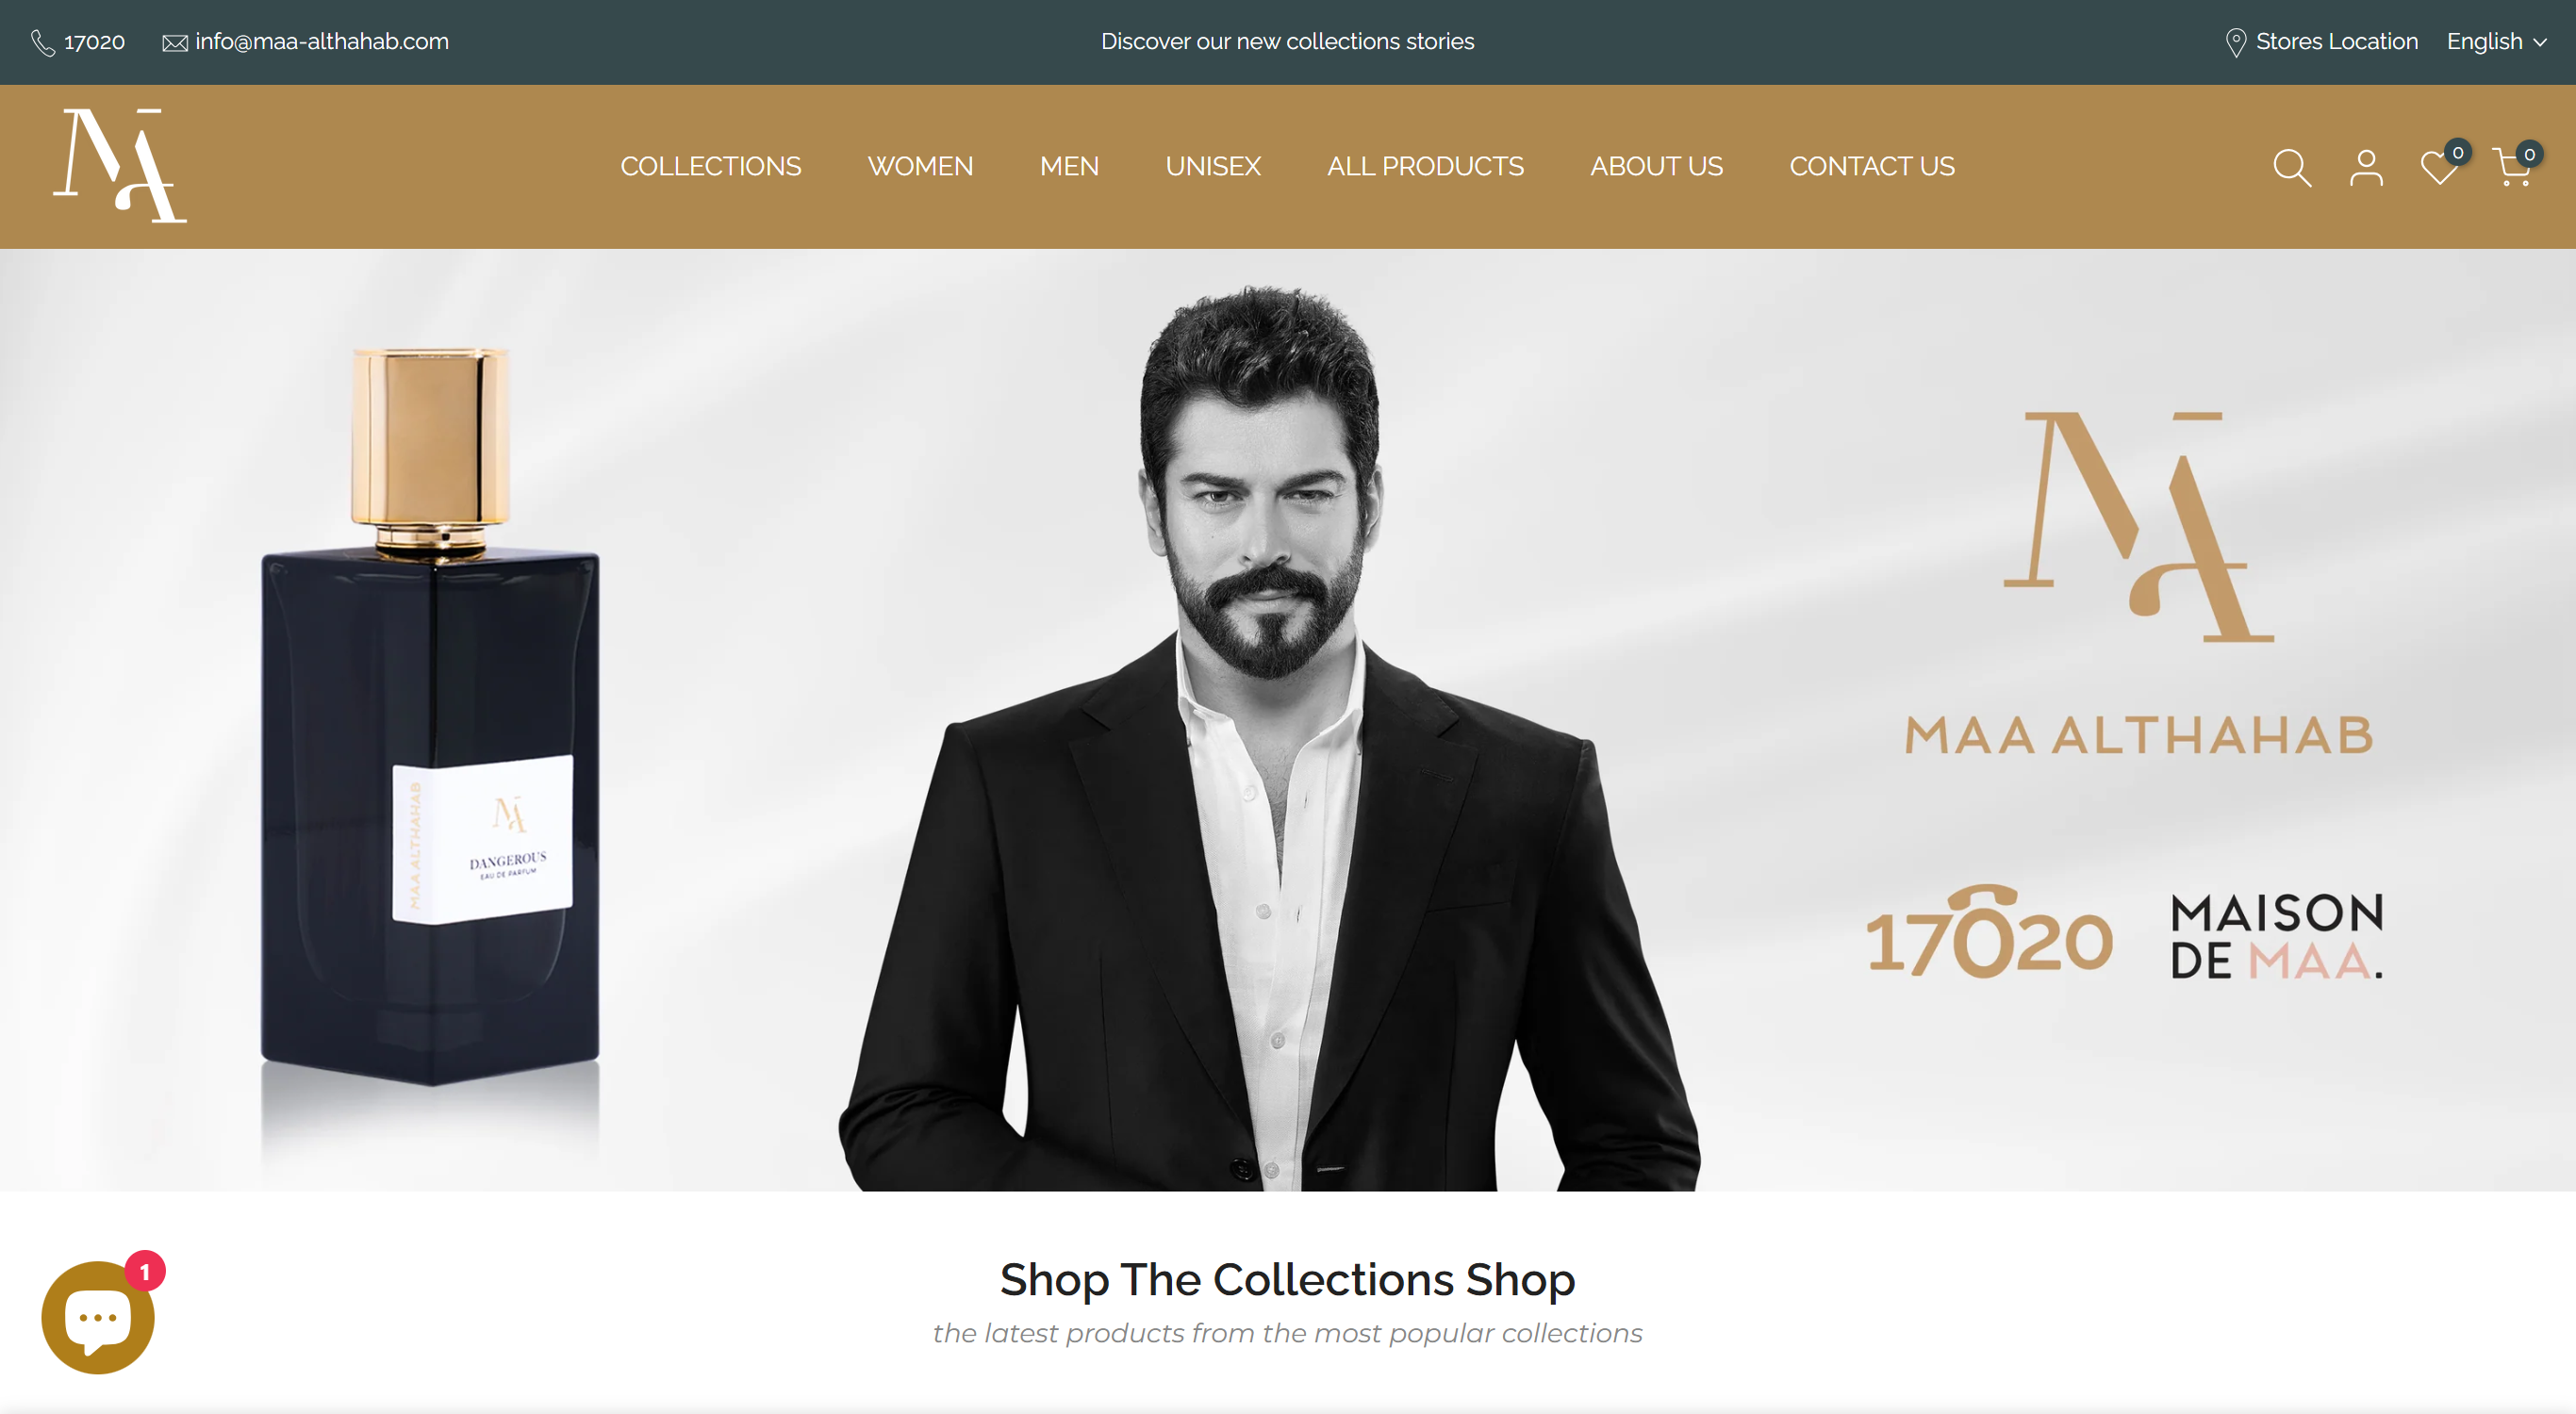 17020
info@maa-althahab.com
Discover our new collections stories
Stores Location
English
MA
COLLECTIONS
WOMEN
MEN
UNISEX
ALL PRODUCTS
ABOUT US
CONTACT US
0
0
MAA ALTHAHAB
MA
DANGEROUS
EAU DE PARFUM
MA
MAA ALTHAHAB
17020
MAISON
DE MAA.
1
Shop The Collections Shop
the latest products from the most popular collections